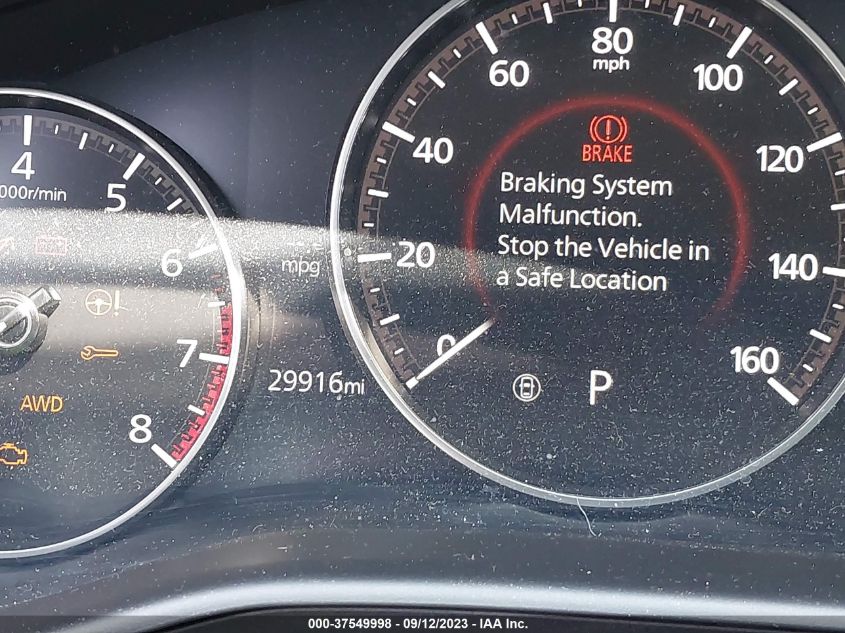 80
mph
60
100
40
120
BRAKE
Braking System
Malfunction.
Stop the Vehicle in
a Safe Location
20
140
0
160
P
4
5
6
7
8
000r/min
mpg
29916mi
AWD
000-37549998 - 09/12/2023 - IAA Inc.